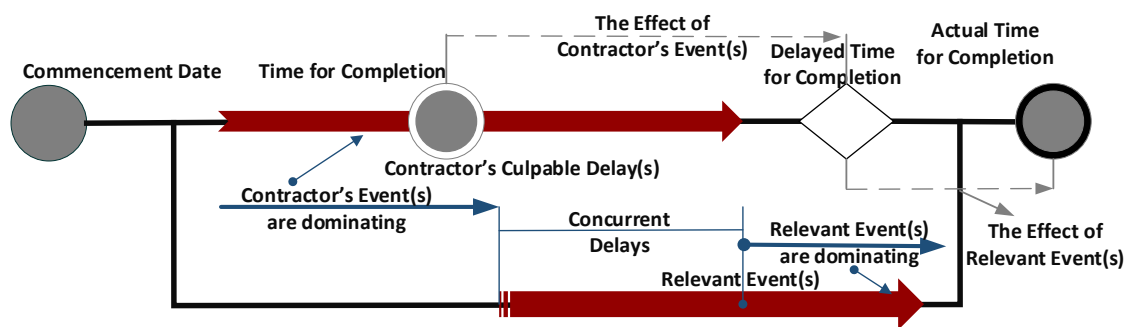 The Effect of
Contractor's Event(s)
Actual Time
for Completion
Delayed Time
for Completion
Commencement Date
Time for Completion
Contractor's Culpable Delay(s)
Contractor's Event(s)
are dominating
Concurrent
Delays
Relevant Event(s)
are dominating
The Effect of
Relevant Event(s)
Relevant Event(s)